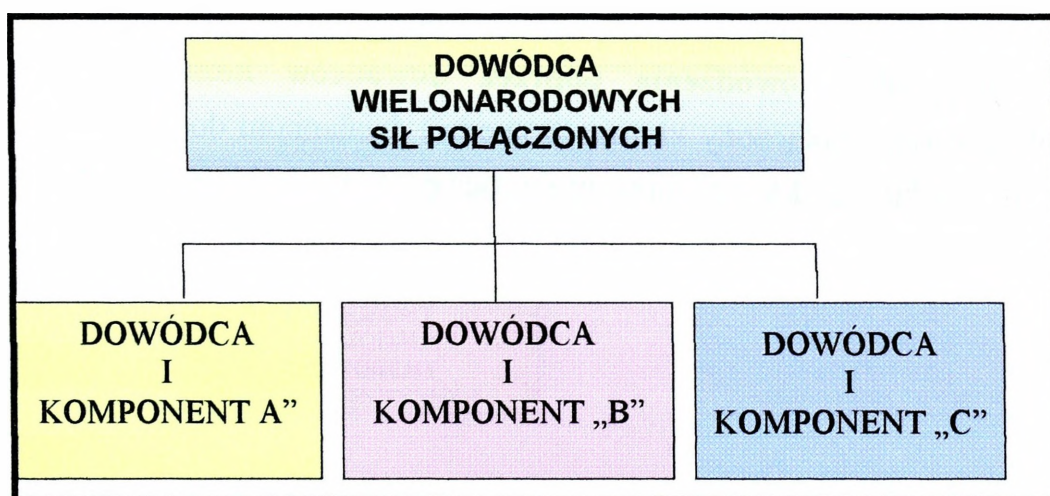 DOWÓDCA
WIELONARODOWYCH
SIŁ POŁĄCZONYCH
DOWÓDCA
I
KOMPONENT A”
DOWÓDCA
I
KOMPONENT „B”
DOWÓDCA
I
KOMPONENT „C”